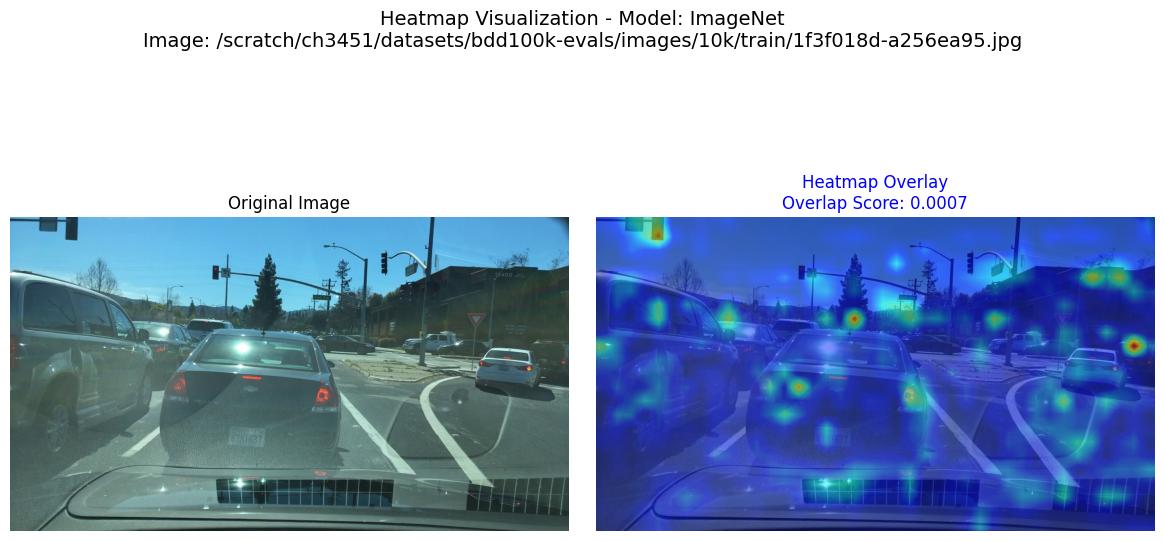 Heatmap Visualization - Model: ImageNet
Image: /scratch/ch3451/datasets/bdd100k-evals/images/10k/train/1f3f018d-a256ea95.jpg
Original Image
Heatmap Overlay
Overlap Score: 0.0007